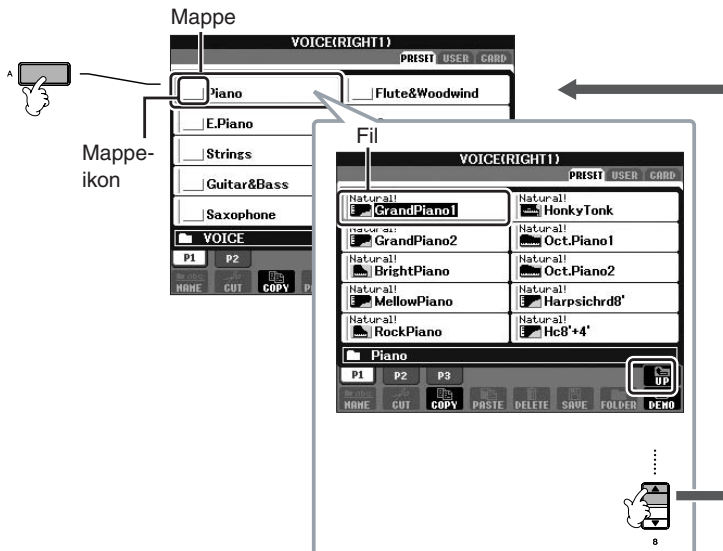 Mappe
VOICE(RIGHT1)
PRESET USER CARD
A
Piano
Flute&Woodwind
E.Piano
Mappe-
ikon
Strings
Guitar&Bass
Saxophone
VOICE
P1 P2
NAME CUT COPY
Fil
VOICE(RIGHT1)
PRESET USER CARD
Natural!
GrandPiano1
Natural!
HonkyTonk
Natural!
GrandPiano2
Natural!
Oct.Piano1
Natural!
BrightPiano
Natural!
Oct.Piano2
Natural!
MellowPiano
Natural!
Harpsichrd8'
Natural!
RockPiano
Natural!
Hc8'+4'
Piano
P1 P2 P3
UP
NAME CUT COPY PASTE DELETE SAVE FOLDER DEMO
8